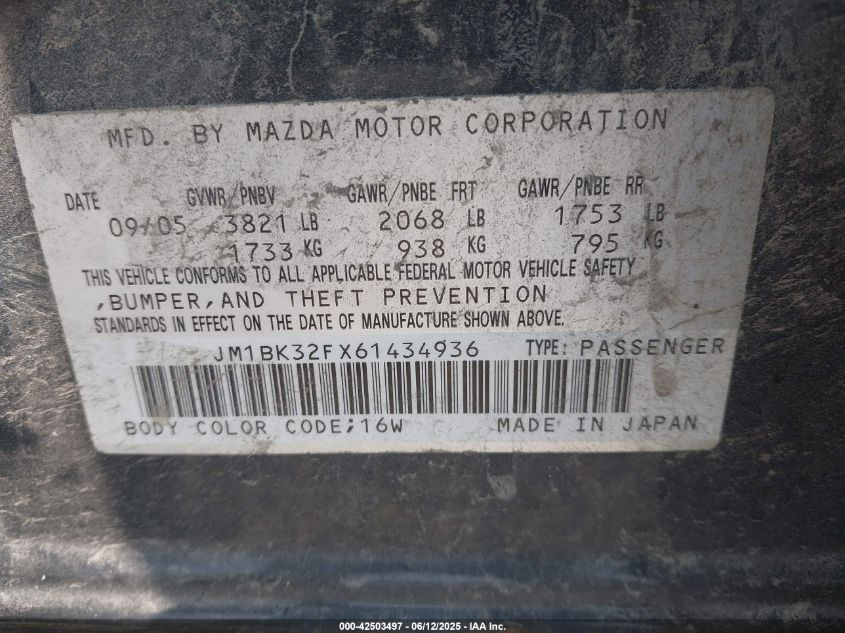 MFD. BY MAZDA MOTOR CORPORATION
DATE GVWR/PNBV GAWR/PNBE FRT GAWR/PNBE RR
09/05 3821 LB 2068 LB 1753 LB
1733 KG 938 KG 795 KG
THIS VEHICLE CONFORMS TO ALL APPLICABLE FEDERAL MOTOR VEHICLE SAFETY
,BUMPER,AND THEFT PREVENTION
STANDARDS IN EFFECT ON THE DATE OF MANUFACTURE SHOWN ABOVE.
JM1BK32FX61434936 TYPE: PASSENGER
BODY COLOR CODE;16W MADE IN JAPAN
000-42503497 - 06/12/2025 - IAA Inc.